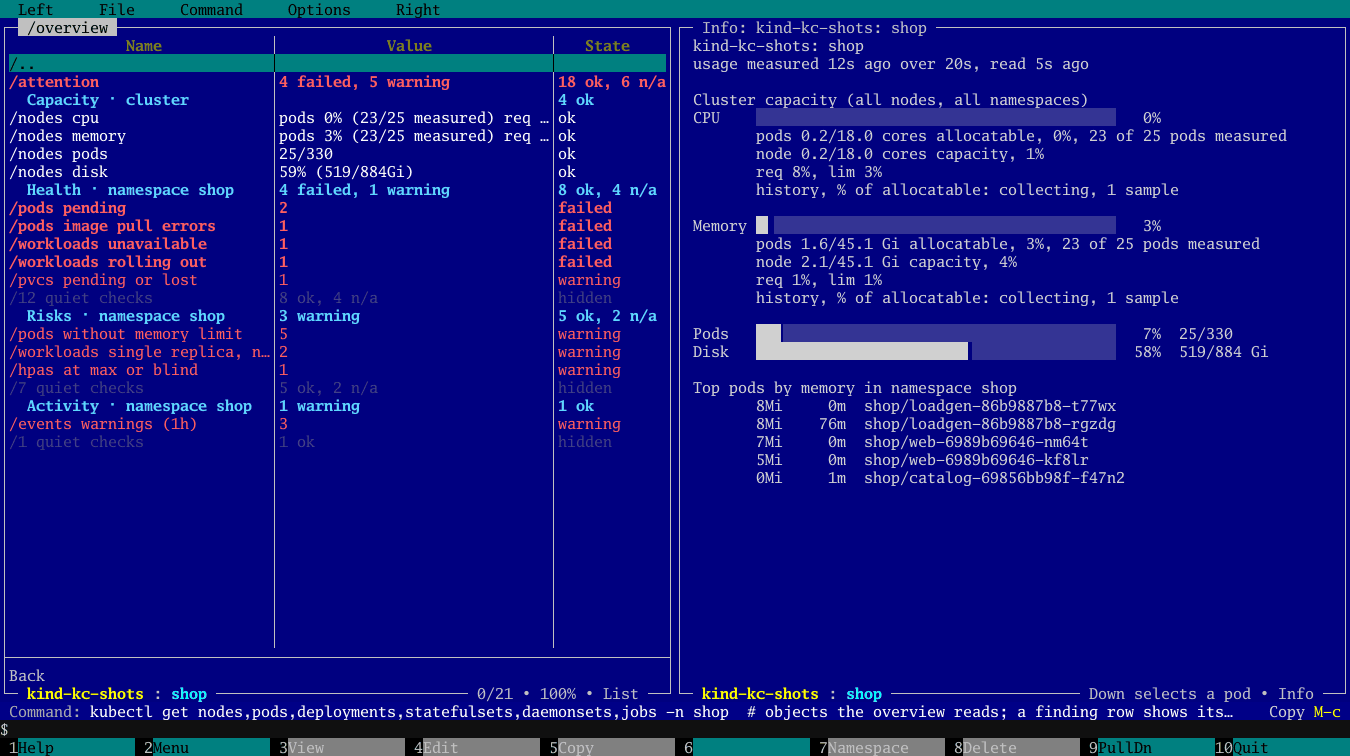 Left File Command Options Right
/overview
Name Value State
/..
/attention 4 failed, 5 warning 18 ok, 6 n/a
Capacity · cluster 4 ok
/nodes cpu pods 0% (23/25 measured) req … ok
/nodes memory pods 3% (23/25 measured) req … ok
/nodes pods 25/330 ok
/nodes disk 59% (519/884Gi) ok
Health · namespace shop 4 failed, 1 warning 8 ok, 4 n/a
/pods pending 2 failed
/pods image pull errors 1 failed
/workloads unavailable 1 failed
/workloads rolling out 1 failed
/pvcs pending or lost 1 warning
/12 quiet checks 8 ok, 4 n/a hidden
Risks · namespace shop 3 warning 5 ok, 2 n/a
/pods without memory limit 5 warning
/workloads single replica, n… 2 warning
/hpas at max or blind 1 warning
/7 quiet checks 5 ok, 2 n/a hidden
Activity · namespace shop 1 warning 1 ok
/events warnings (1h) 3 warning
/1 quiet checks 1 ok hidden
Back
kind-kc-shots : shop 0/21 • 100% • List
Info: kind-kc-shots: shop
kind-kc-shots: shop
usage measured 12s ago over 20s, read 5s ago
Cluster capacity (all nodes, all namespaces)
CPU 0%
pods 0.2/18.0 cores allocatable, 0%, 23 of 25 pods measured
node 0.2/18.0 cores capacity, 1%
req 8%, lim 3%
history, % of allocatable: collecting, 1 sample
Memory 3%
pods 1.6/45.1 Gi allocatable, 3%, 23 of 25 pods measured
node 2.1/45.1 Gi capacity, 4%
req 1%, lim 1%
history, % of allocatable: collecting, 1 sample
Pods 7% 25/330
Disk 58% 519/884 Gi
Top pods by memory in namespace shop
8Mi 0m shop/loadgen-86b9887b8-t77wx
8Mi 76m shop/loadgen-86b9887b8-rgzdg
7Mi 0m shop/web-6989b69646-nm64t
5Mi 0m shop/web-6989b69646-kf8lr
0Mi 1m shop/catalog-69856bb98f-f47n2
kind-kc-shots : shop Down selects a pod • Info
Command: kubectl get nodes,pods,deployments,statefulsets,daemonsets,jobs -n shop # objects the overview reads; a finding row shows its… Copy M-c
$
1Help 2Menu 3View 4Edit 5Copy 6 7Namespace 8Delete 9PullDn 10Quit